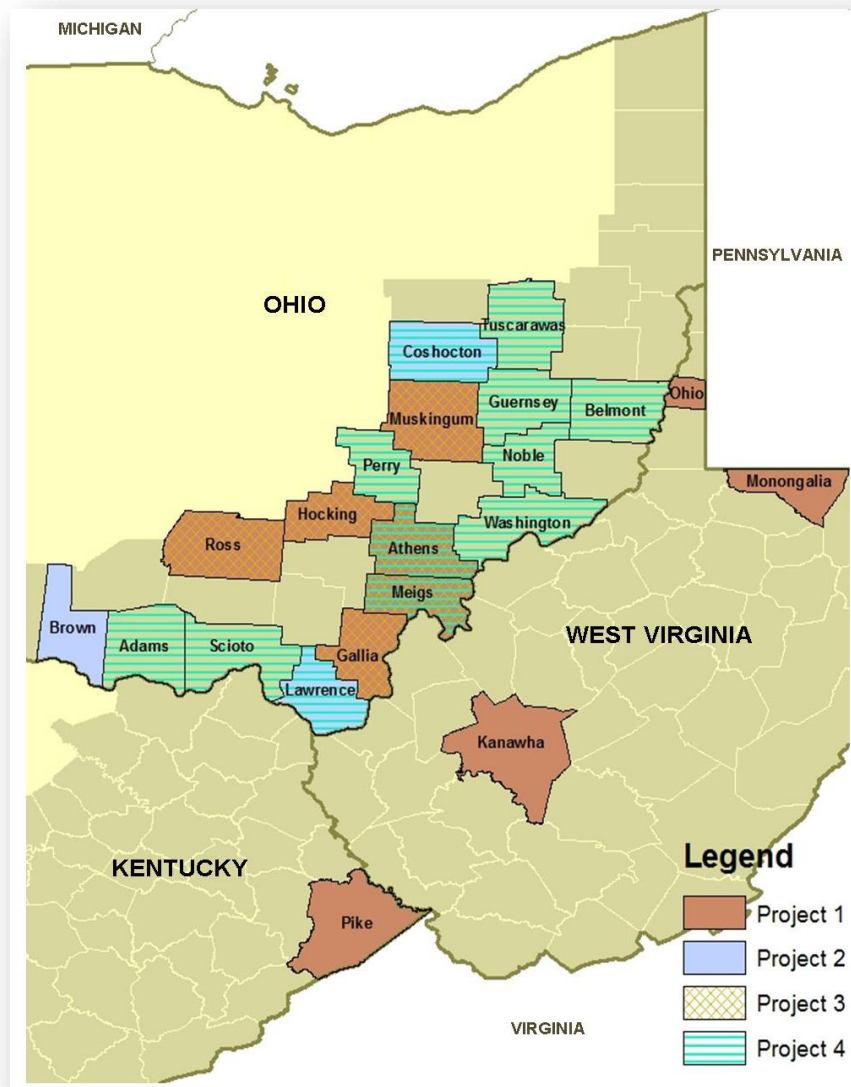 MICHIGAN
PENNSYLVANIA
OHIO
Tuscarawas
Coshocton
Ohio
Guernsey
Belmont
Muskingum
Noble
Perry
Monongalia
Hocking
Washington
Ross
Athens
Meigs
Brown
WEST VIRGINIA
Adams
Scioto
Gallia
Lawrence
Kanawha
Legend
KENTUCKY
Project 1
Pike
Project 2
Project 3
VIRGINIA
Project 4